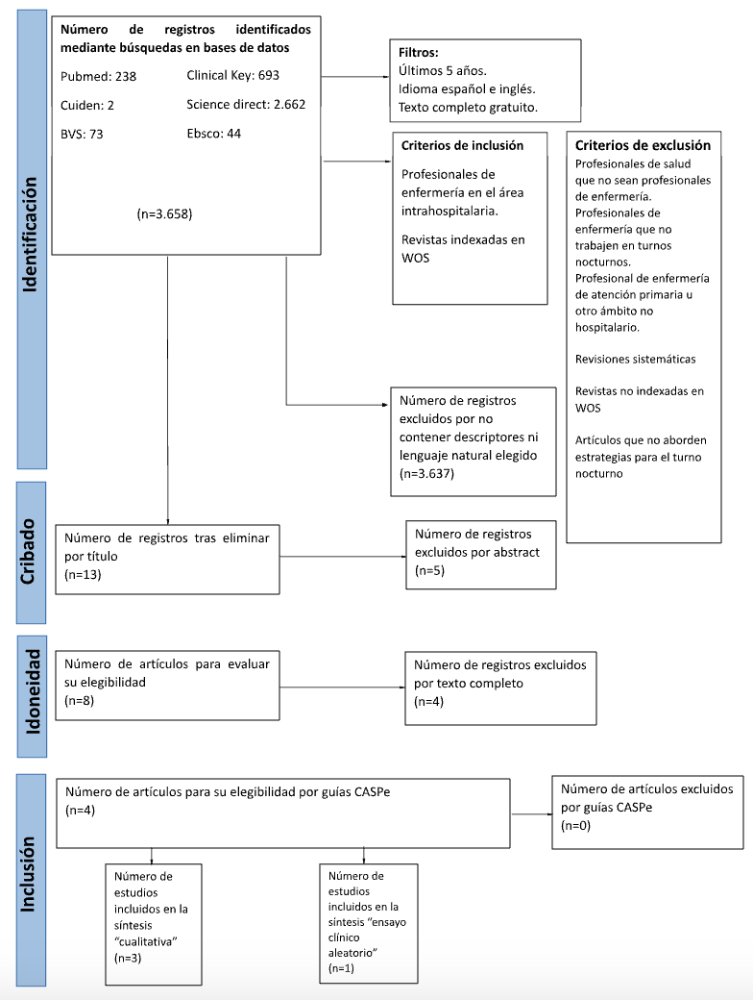 Identificación
Número de registros identificados
mediante búsquedas en bases de datos
Pubmed: 238
Clinical Key: 693
Cuiden: 2
Science direct: 2.662
BVS: 73
Ebsco: 44
(n=3.658)
Filtros:
Últimos 5 años.
Idioma español e inglés.
Texto completo gratuito.
Criterios de inclusión
Profesionales de
enfermería en el área
intrahospitalaria.
Revistas indexadas en
WOS
Criterios de exclusión
Profesionales de salud
que no sean profesionales
de enfermería.
Profesionales de
enfermería que no
trabajen en turnos
nocturnos.
Profesional de enfermería
de atención primaria u
otro ámbito no
hospitalario.
Revisiones sistemáticas
Revistas no indexadas en
WOS
Artículos que no aborden
estrategias para el turno
nocturno
Número de registros
excluidos por no
contener descriptores ni
lenguaje natural elegido
(n=3.637)
Cribado
Número de registros tras eliminar
por título
(n=13)
Número de registros
excluidos por abstract
(n=5)
Idoneidad
Número de artículos para evaluar
su elegibilidad
(n=8)
Número de registros excluidos
por texto completo
(n=4)
Inclusión
Número de artículos para su elegibilidad por guías CASPe
(n=4)
Número de artículos excluidos
por guías CASPe
(n=0)
Número de
estudios
incluidos en la
síntesis
“cualitativa”
(n=3)
Número de
estudios
incluidos en la
síntesis “ensayo
clínico
aleatorio”
(n=1)